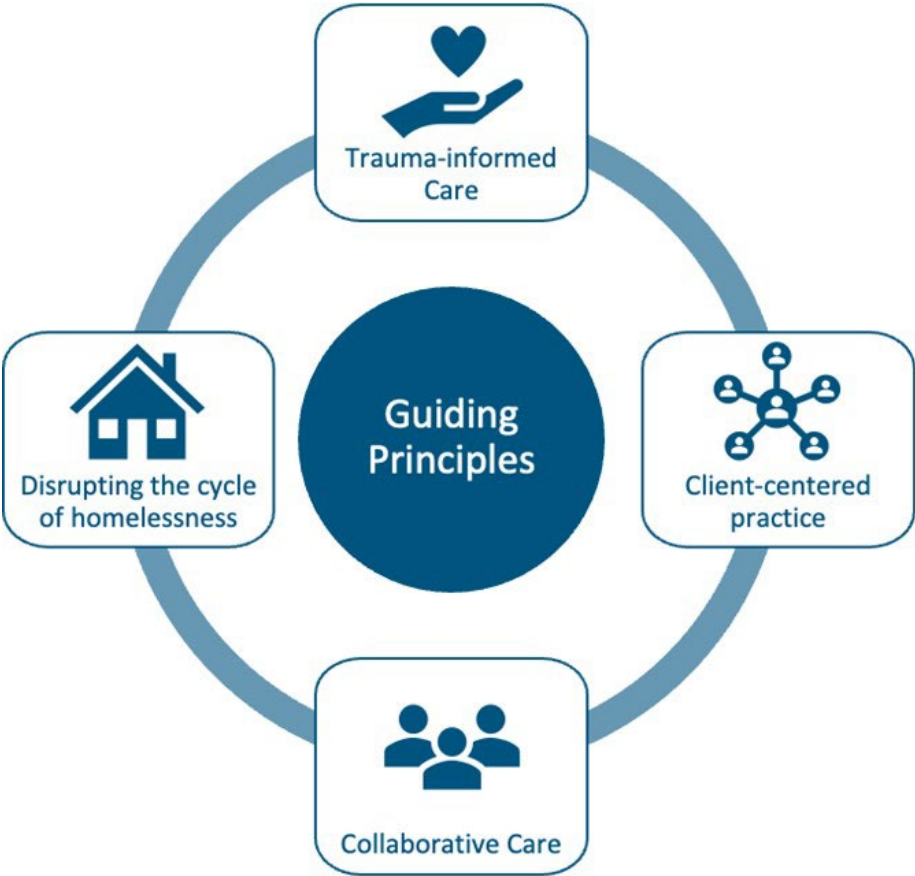 Trauma-informed
Care
Guiding
Principles
Disrupting the cycle
of homelessness
Client-centered
practice
Collaborative Care